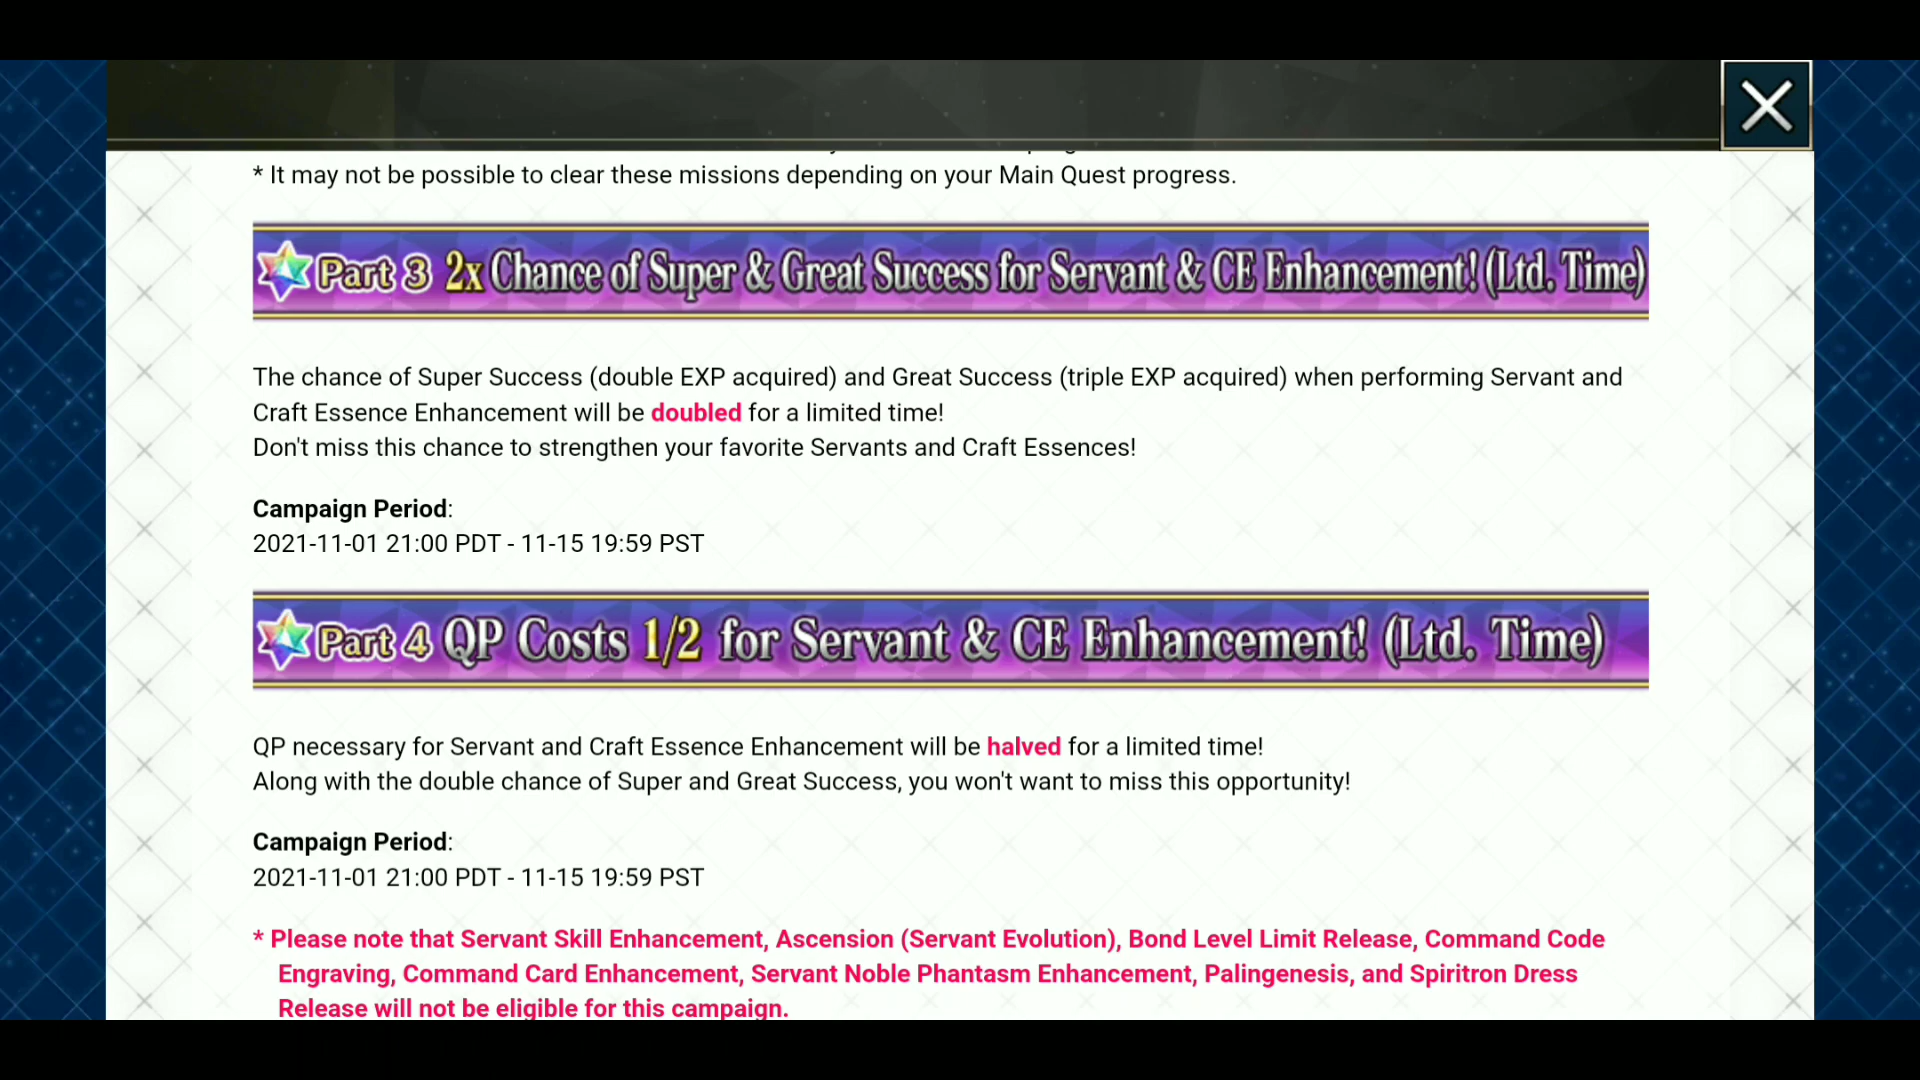 * It may not be possible to clear these missions depending on your Main Quest progress.
Part 3 2x Chance of Super & Great Success for Servant & CE Enhancement! (Ltd. Time)
The chance of Super Success (double EXP acquired) and Great Success (triple EXP acquired) when performing Servant and
Craft Essence Enhancement will be doubled for a limited time!
Don't miss this chance to strengthen your favorite Servants and Craft Essences!
Campaign Period:
2021-11-01 21:00 PDT - 11-15 19:59 PST
Part 4 QP Costs 1/2 for Servant & CE Enhancement! (Ltd. Time)
QP necessary for Servant and Craft Essence Enhancement will be halved for a limited time!
Along with the double chance of Super and Great Success, you won't want to miss this opportunity!
Campaign Period:
2021-11-01 21:00 PDT - 11-15 19:59 PST
* Please note that Servant Skill Enhancement, Ascension (Servant Evolution), Bond Level Limit Release, Command Code
Engraving, Command Card Enhancement, Servant Noble Phantasm Enhancement, Palingenesis, and Spiritron Dress
Release will not be eligible for this campaign.